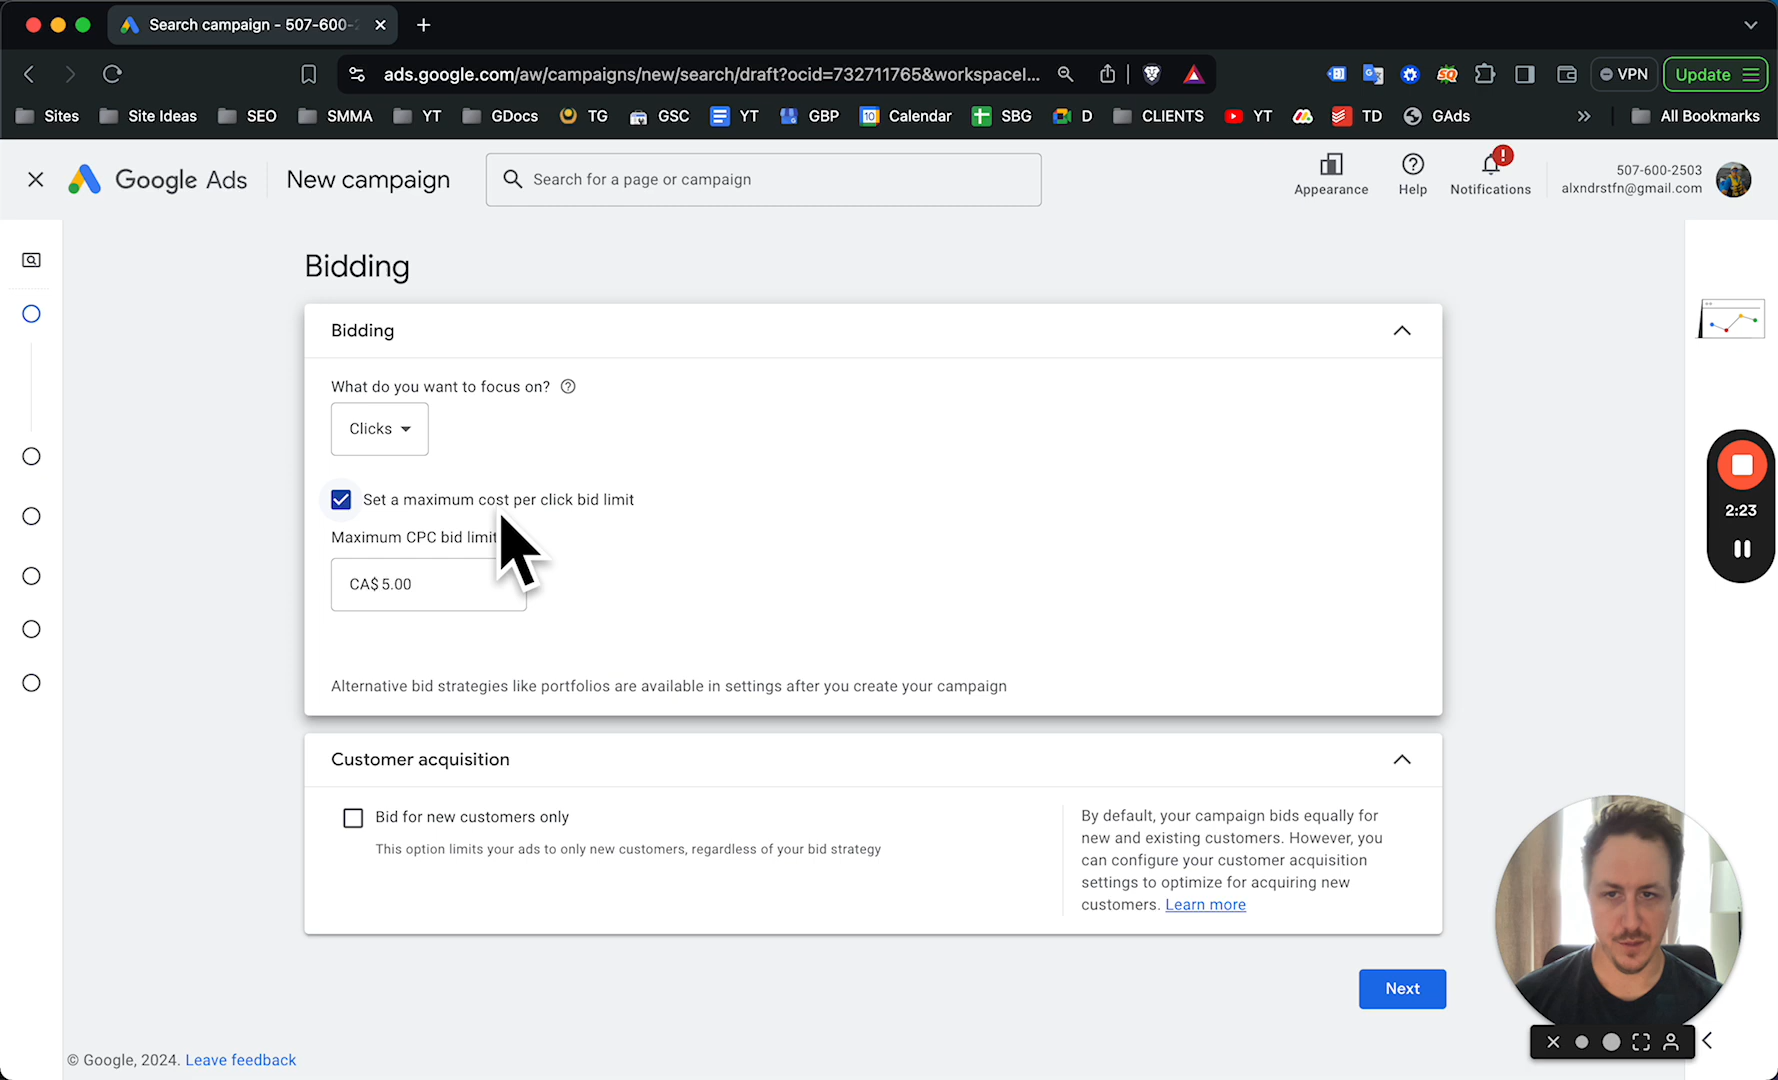 Search campaign - 507-600-
ads.google.com/aw/campaigns/new/search/draft?ocid=732711765&workspaceI...
VPN
Update
Sites
Site Ideas
SEO
SMMA
YT
GDocs
TG
GSC
YT
GBP
10
Calendar
SBG
D
CLIENTS
YT
TD
GAds
»
All Bookmarks
Google Ads
New campaign
Search for a page or campaign
Appearance
Help
Notifications
507-600-2503
alxndrstfn@gmail.com
Bidding
Bidding
What do you want to focus on?
Clicks
Set a maximum cost per click bid limit
Maximum CPC bid limit
CA$ 5.00
Alternative bid strategies like portfolios are available in settings after you create your campaign
Customer acquisition
Bid for new customers only
This option limits your ads to only new customers, regardless of your bid strategy
By default, your campaign bids equally for
new and existing customers. However, you
can configure your customer acquisition
settings to optimize for acquiring new
customers. Learn more
2:23
Next
© Google, 2024. Leave feedback